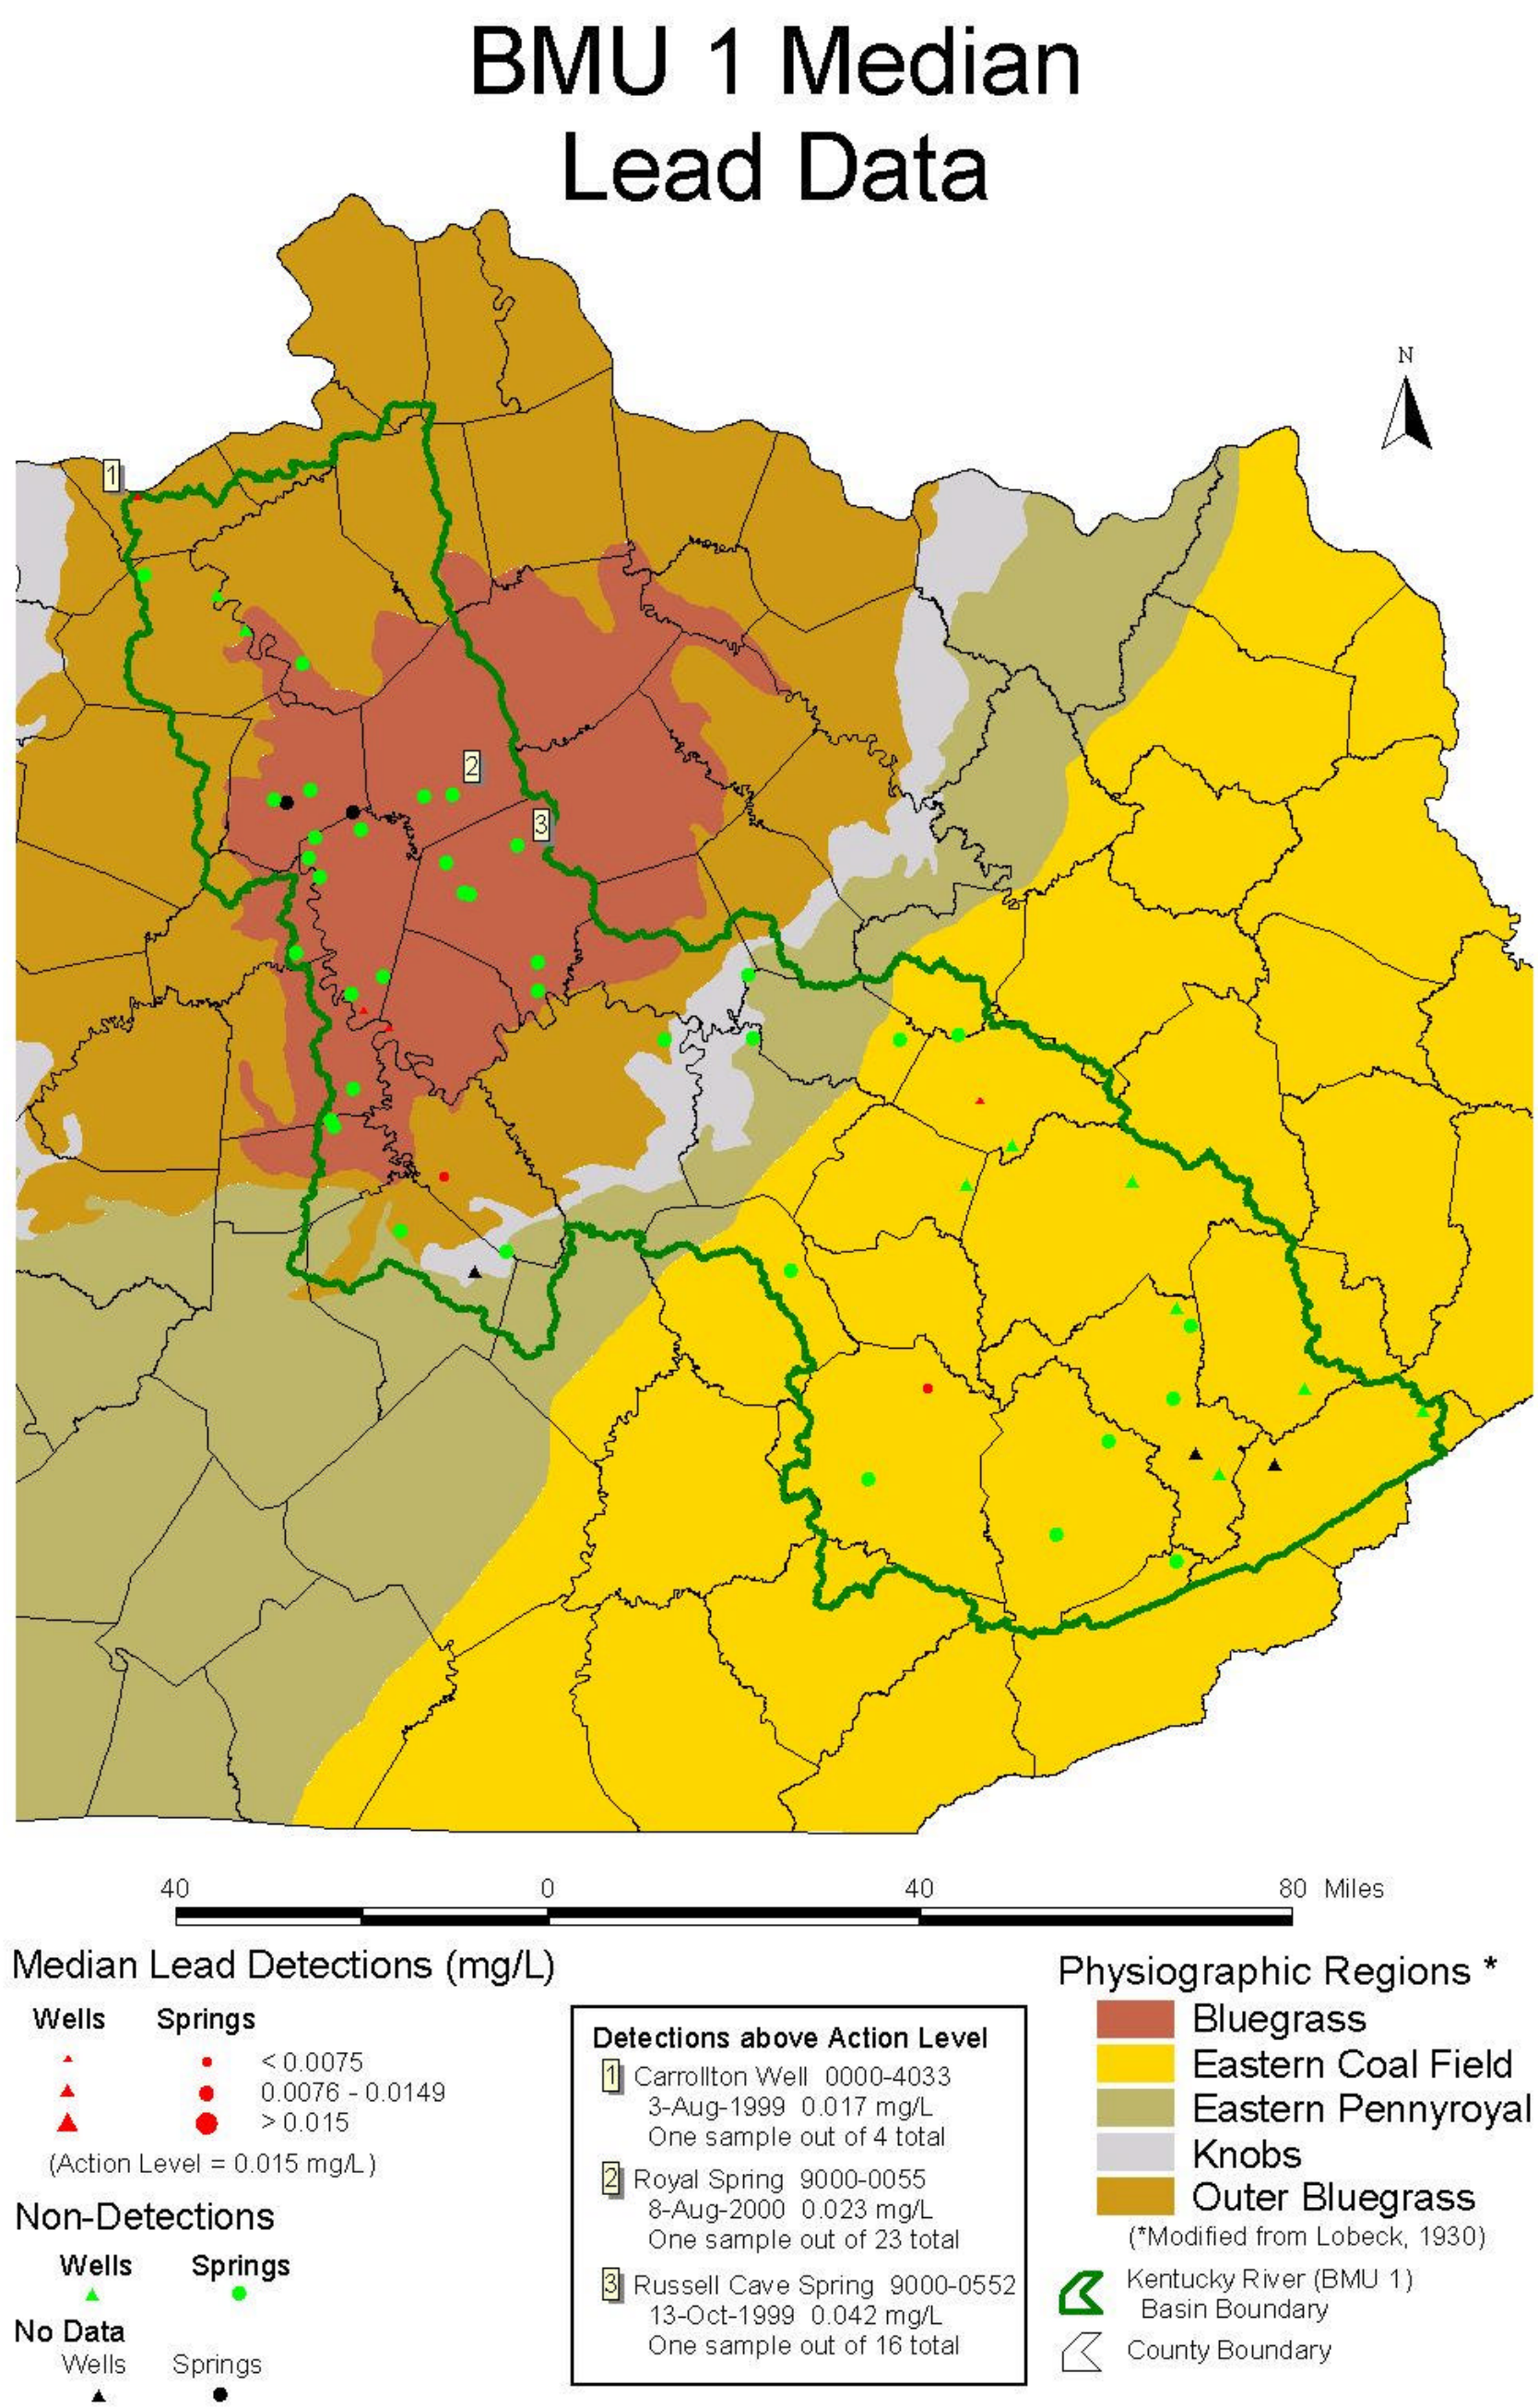 BMU 1 Median
Lead Data
N
1
2
3
40 0 40 80 Miles
Median Lead Detections (mg/L)
Wells Springs
< 0.0075
0.0076 - 0.0149
> 0.015
(Action Level = 0.015 mg/L)
Non-Detections
Wells Springs
No Data
Wells Springs
Detections above Action Level
1 Carrollton Well 0000-4033
3-Aug-1999 0.017 mg/L
One sample out of 4 total
2 Royal Spring 9000-0055
8-Aug-2000 0.023 mg/L
One sample out of 23 total
3 Russell Cave Spring 9000-0552
13-Oct-1999 0.042 mg/L
One sample out of 16 total
Physiographic Regions *
Bluegrass
Eastern Coal Field
Eastern Pennyroyal
Knobs
Outer Bluegrass
(*Modified from Lobeck, 1930)
Kentucky River (BMU 1)
Basin Boundary
County Boundary